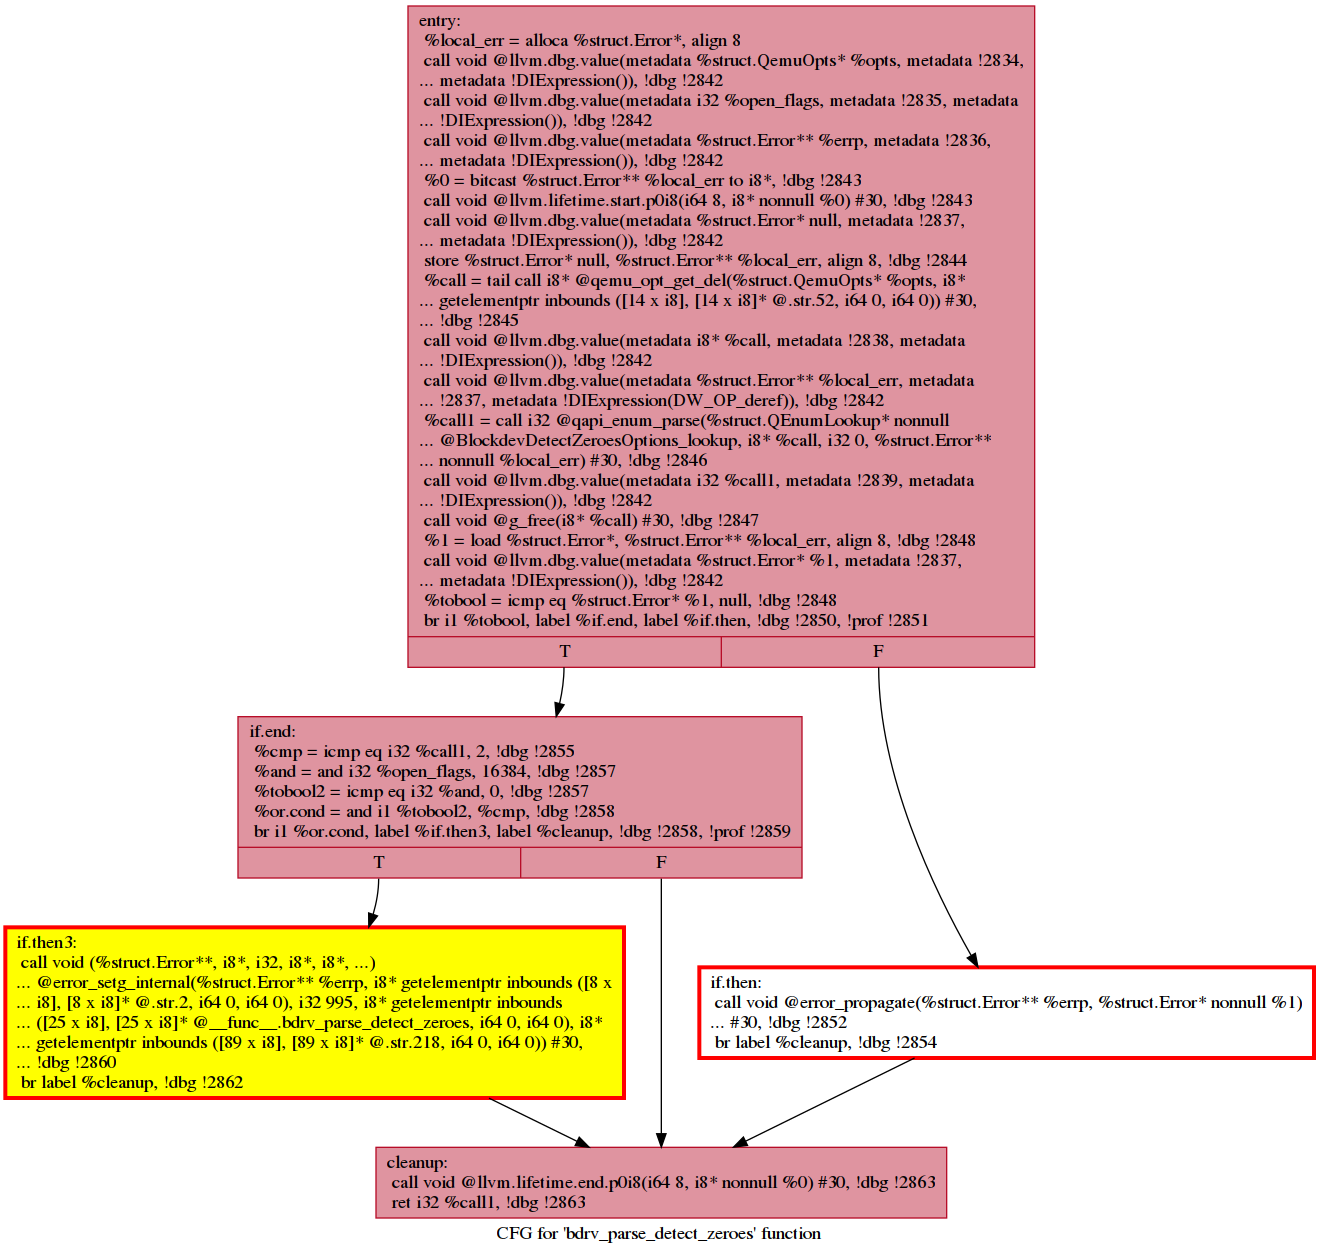 entry:
%local_err = alloca %struct.Error*, align 8
call void @llvm.dbg.value(metadata %struct.QemuOpts* %opts, metadata !2834,
... metadata !DIExpression()), !dbg !2842
call void @llvm.dbg.value(metadata i32 %open_flags, metadata !2835, metadata
... !DIExpression()), !dbg !2842
call void @llvm.dbg.value(metadata %struct.Error** %errp, metadata !2836,
... metadata !DIExpression()), !dbg !2842
%0 = bitcast %struct.Error** %local_err to i8*, !dbg !2843
call void @llvm.lifetime.start.p0i8(i64 8, i8* nonnull %0) #30, !dbg !2843
call void @llvm.dbg.value(metadata %struct.Error* null, metadata !2837,
... metadata !DIExpression()), !dbg !2842
store %struct.Error* null, %struct.Error** %local_err, align 8, !dbg !2844
%call = tail call i8* @qemu_opt_get_del(%struct.QemuOpts* %opts, i8*
... getelementptr inbounds ([14 x i8], [14 x i8]* @.str.52, i64 0, i64 0)) #30,
... !dbg !2845
call void @llvm.dbg.value(metadata i8* %call, metadata !2838, metadata
... !DIExpression()), !dbg !2842
call void @llvm.dbg.value(metadata %struct.Error** %local_err, metadata
... !2837, metadata !DIExpression(DW_OP_deref)), !dbg !2842
%call1 = call i32 @qapi_enum_parse(%struct.QEnumLookup* nonnull
... @BlockdevDetectZeroesOptions_lookup, i8* %call, i32 0, %struct.Error**
... nonnull %local_err) #30, !dbg !2846
call void @llvm.dbg.value(metadata i32 %call1, metadata !2839, metadata
... !DIExpression()), !dbg !2842
call void @g_free(i8* %call) #30, !dbg !2847
%1 = load %struct.Error*, %struct.Error** %local_err, align 8, !dbg !2848
call void @llvm.dbg.value(metadata %struct.Error* %1, metadata !2837,
... metadata !DIExpression()), !dbg !2842
%tobool = icmp eq %struct.Error* %1, null, !dbg !2848
br i1 %tobool, label %if.end, label %if.then, !dbg !2850, !prof !2851
T
F
if.end:
%cmp = icmp eq i32 %call1, 2, !dbg !2855
%and = and i32 %open_flags, 16384, !dbg !2857
%tobool2 = icmp eq i32 %and, 0, !dbg !2857
%or.cond = and i1 %tobool2, %cmp, !dbg !2858
br i1 %or.cond, label %if.then3, label %cleanup, !dbg !2858, !prof !2859
T
F
if.then3:
call void (%struct.Error**, i8*, i32, i8*, i8*, ...)
... @error_setg_internal(%struct.Error** %errp, i8* getelementptr inbounds ([8 x
... i8], [8 x i8]* @.str.2, i64 0, i64 0), i32 995, i8* getelementptr inbounds
... ([25 x i8], [25 x i8]* @__func__.bdrv_parse_detect_zeroes, i64 0, i64 0), i8*
... getelementptr inbounds ([89 x i8], [89 x i8]* @.str.218, i64 0, i64 0)) #30,
... !dbg !2860
br label %cleanup, !dbg !2862
if.then:
call void @error_propagate(%struct.Error** %errp, %struct.Error* nonnull %1)
... #30, !dbg !2852
br label %cleanup, !dbg !2854
cleanup:
call void @llvm.lifetime.end.p0i8(i64 8, i8* nonnull %0) #30, !dbg !2863
ret i32 %call1, !dbg !2863
CFG for 'bdrv_parse_detect_zeroes' function